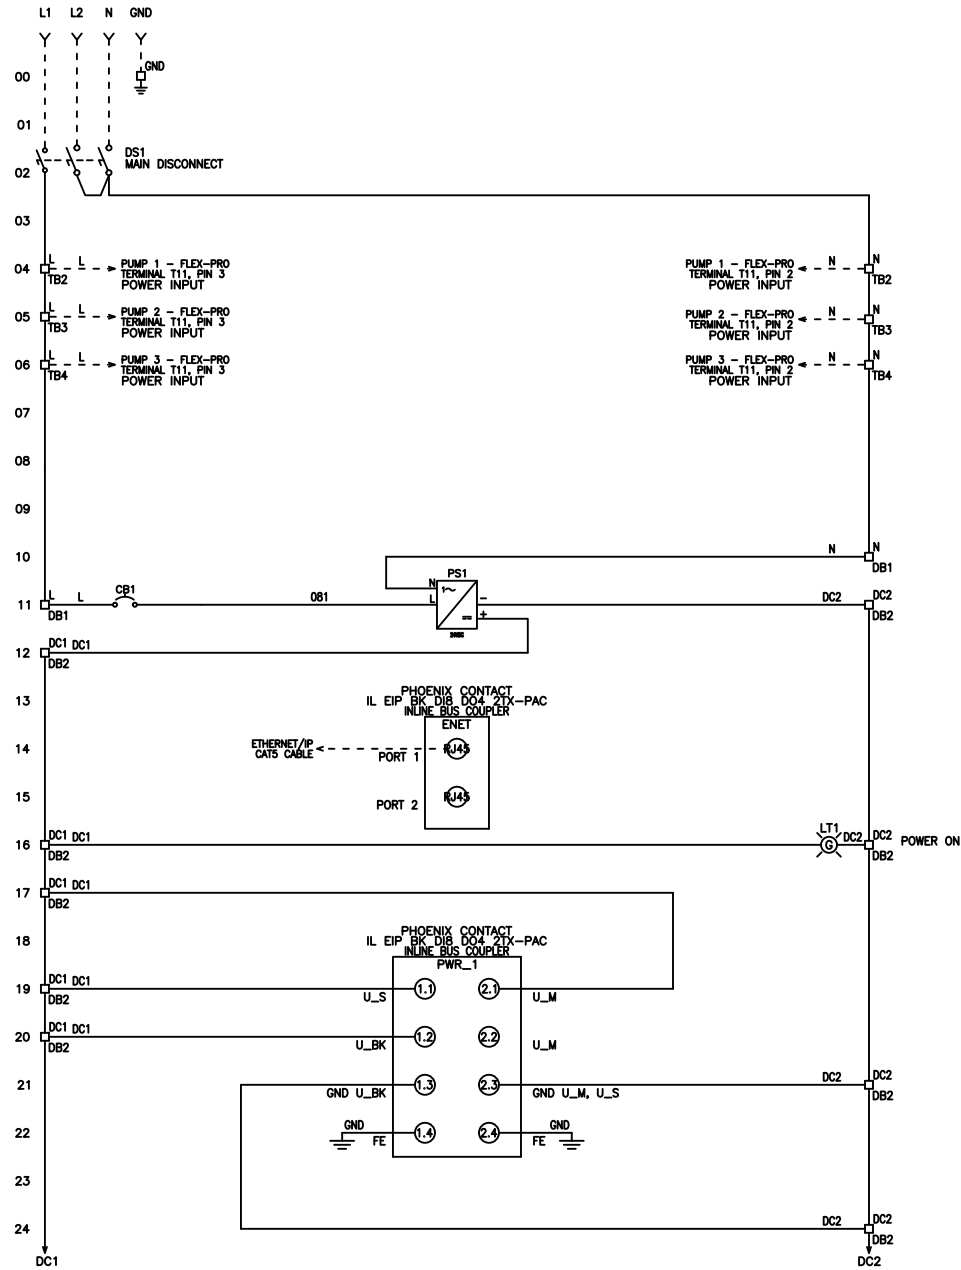 L1 L2 N GND
GND
00
01
DS1
MAIN DISCONNECT
02
03
L L PUMP 1 - FLEX-PRO PUMP 1 - FLEX-PRO N N
04 TERMINAL T11, PIN 3 TERMINAL T11, PIN 2
TB2 POWER INPUT POWER INPUT TB2
L L PUMP 2 - FLEX-PRO PUMP 2 - FLEX-PRO N N
05 TERMINAL T11, PIN 3 TERMINAL T11, PIN 2
TB3 POWER INPUT POWER INPUT TB3
L L PUMP 3 - FLEX-PRO PUMP 3 - FLEX-PRO N N
06 TERMINAL T11, PIN 3 TERMINAL T11, PIN 2
TB4 POWER INPUT POWER INPUT TB4
07
08
09
N N
10
DB1
PS1
N 1~
L L CB1 081 L - DC2 DC2
11 +
DB1 DB2
DC1 DC1
12
DB2
PHOENIX CONTACT
13 IL EIP BK DI8 DO4 2TX-PAC
INLINE BUS COUPLER
ENET
14 ETHERNET/IP RJ45
CAT5 CABLE PORT 1
15 RJ45
PORT 2
LT1
DC1 DC1 DC2 DC2 POWER ON
16 G
DB2 DB2
DC1 DC1
17
DB2
PHOENIX CONTACT
18 IL EIP BK DI8 DO4 2TX-PAC
INLINE BUS COUPLER
PWR_1
DC1 DC1
19 1.1 2.1
DB2 U_S U_M
DC1 DC1
20 1.2 2.2
DB2 U_BK U_M
DC2 DC2
21 1.3 2.3
GND U_BK GND U_M, U_S DB2
GND GND
22 1.4 2.4
FE FE
23
DC2 DC2
24
DB2
DC1 DC2